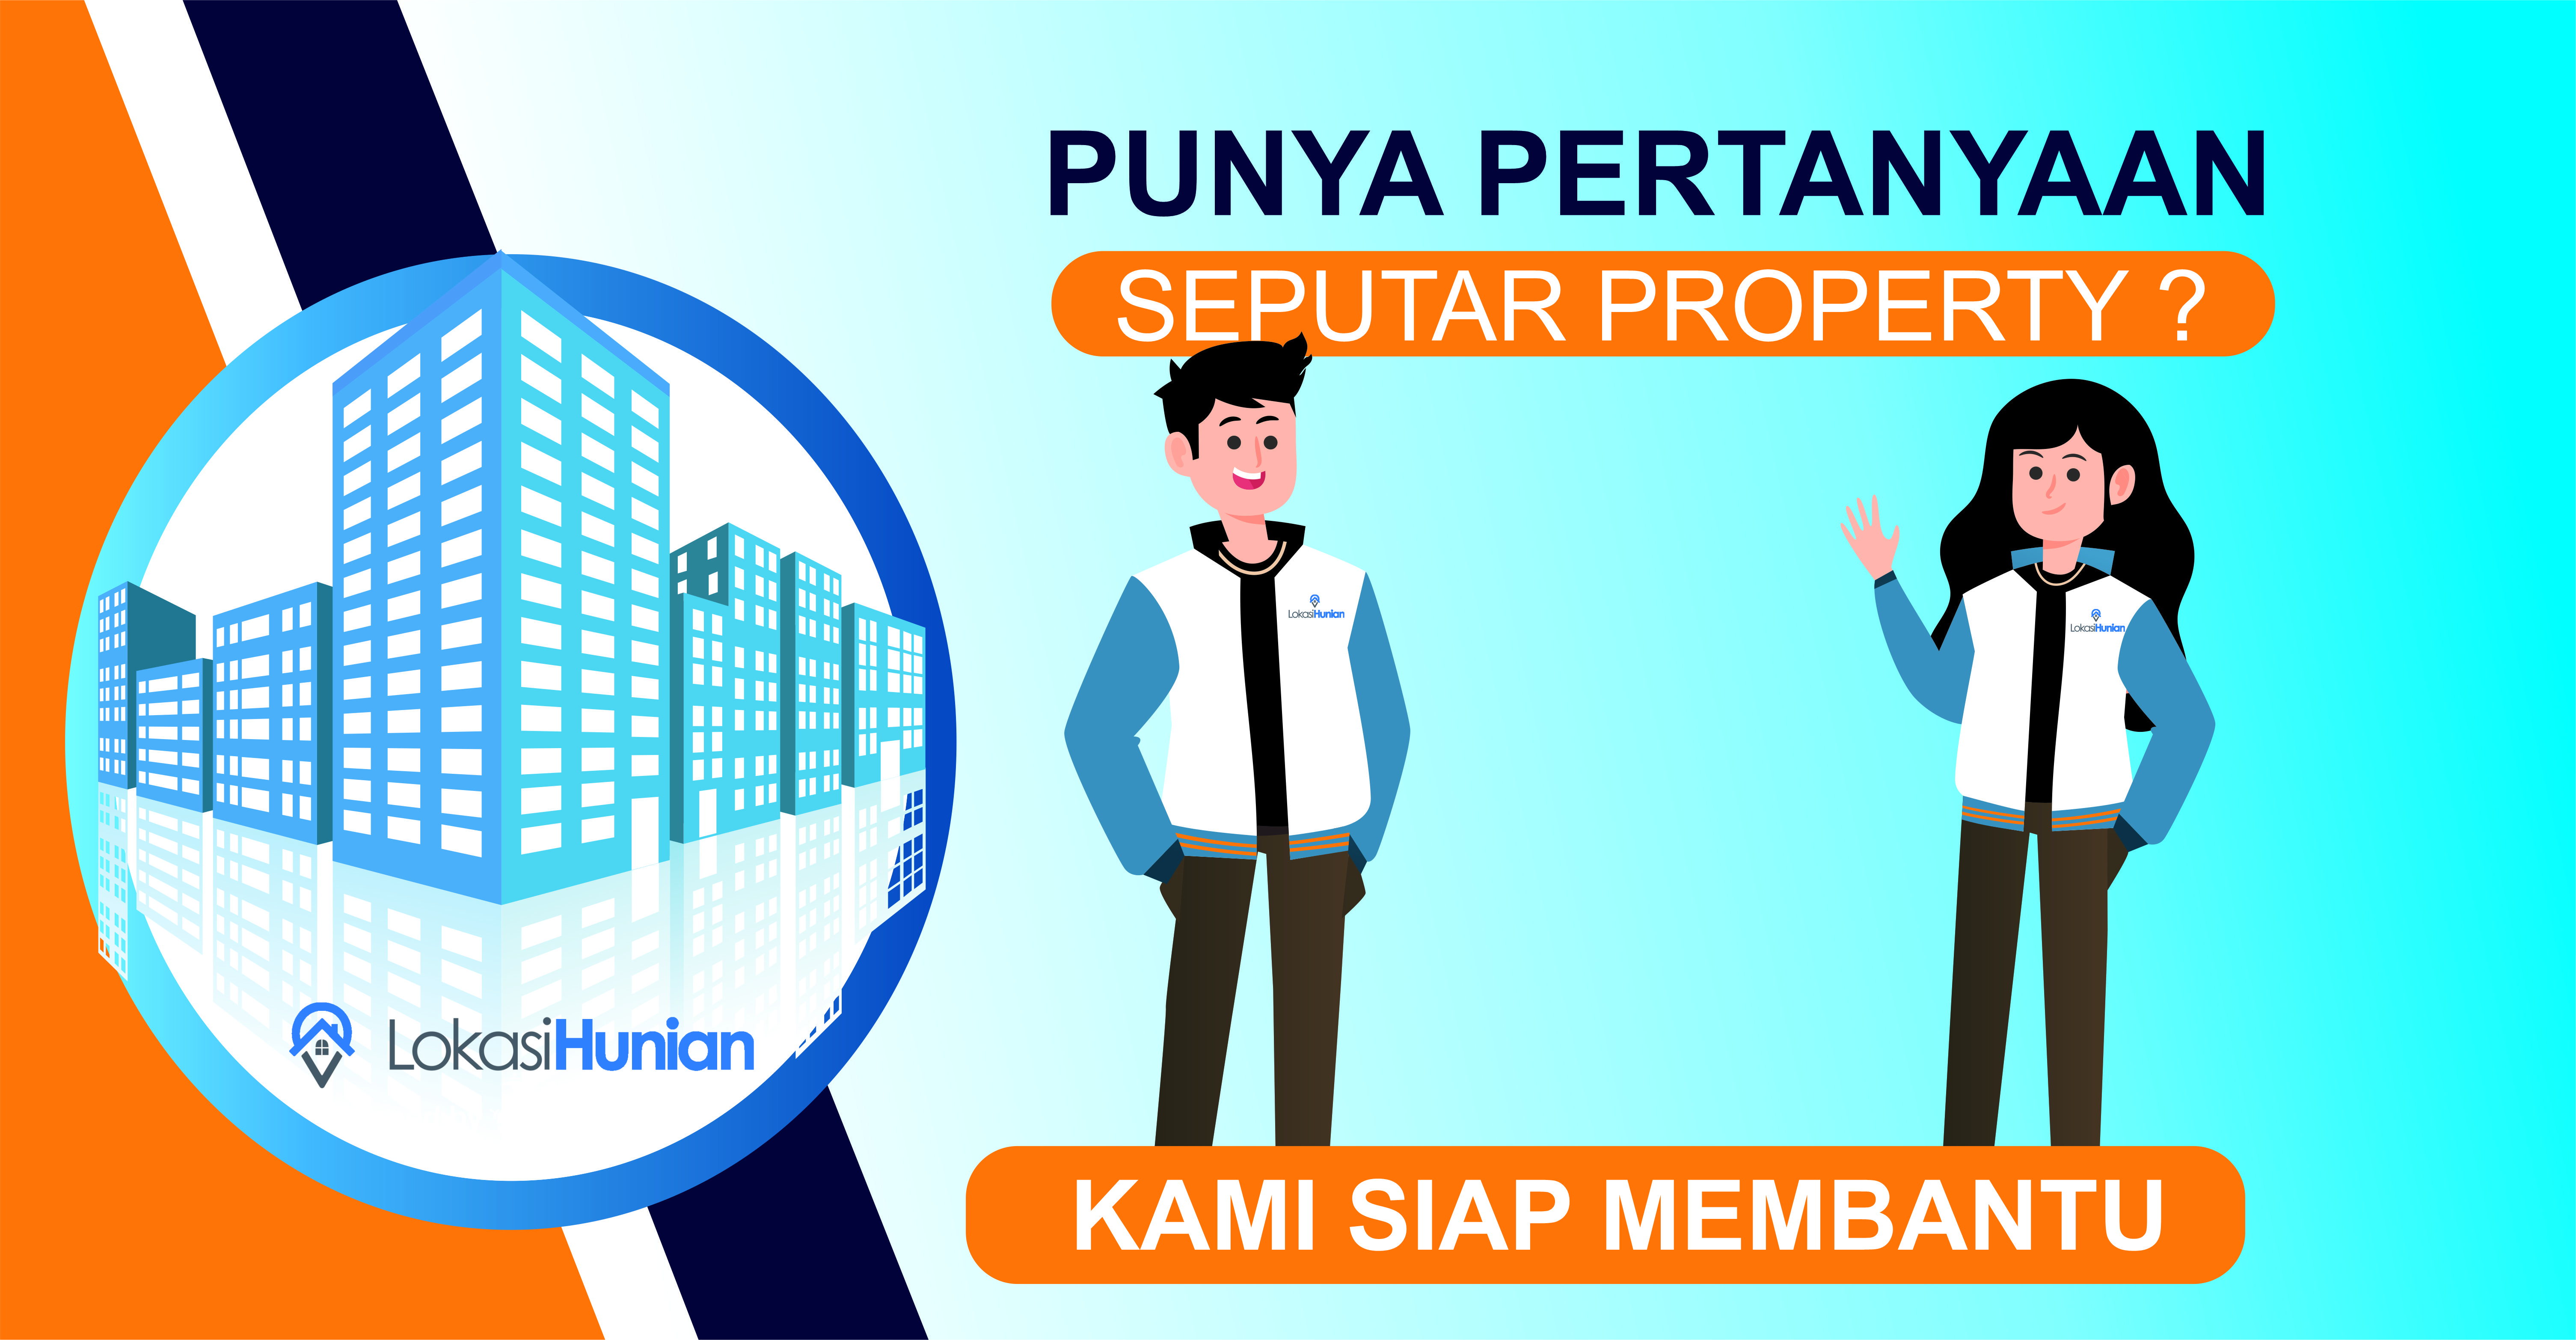 PUNYA PERTANYAAN
SEPUTAR PROPERTY ?
LokasiHunian
LokasiHunian
LokasiHunian
KAMI SIAP MEMBANTU